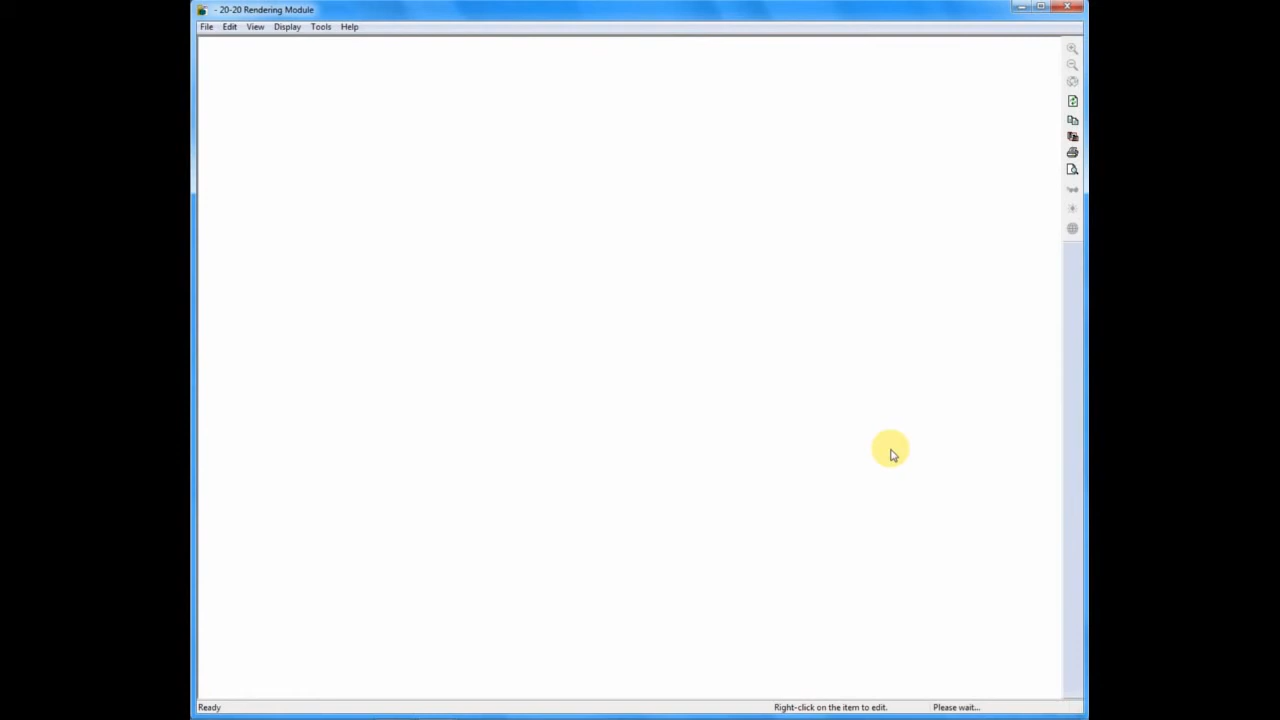 - 20-20 Rendering Module
File Edit View Display Tools Help
Ready Right-click on the item to edit. Please wait...